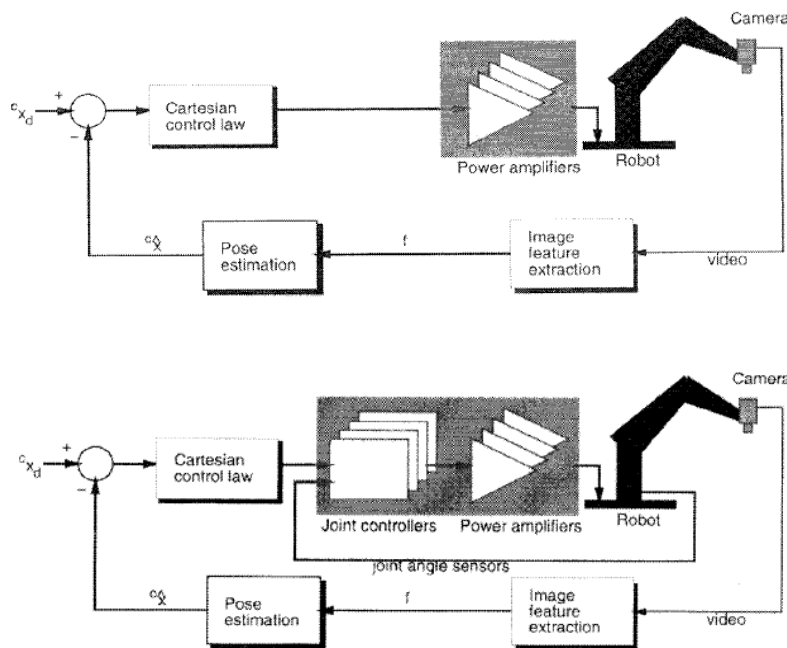 Camera
+
ᶜx_d
−
Cartesian
control law
Power amplifiers
Robot
ᶜx̂
Pose
estimation
f
Image
feature
extraction
video
Camera
+
ᶜx_d
−
Cartesian
control law
Joint controllers
Power amplifiers
Robot
joint angle sensors
ᶜx̂
Pose
estimation
f
Image
feature
extraction
video